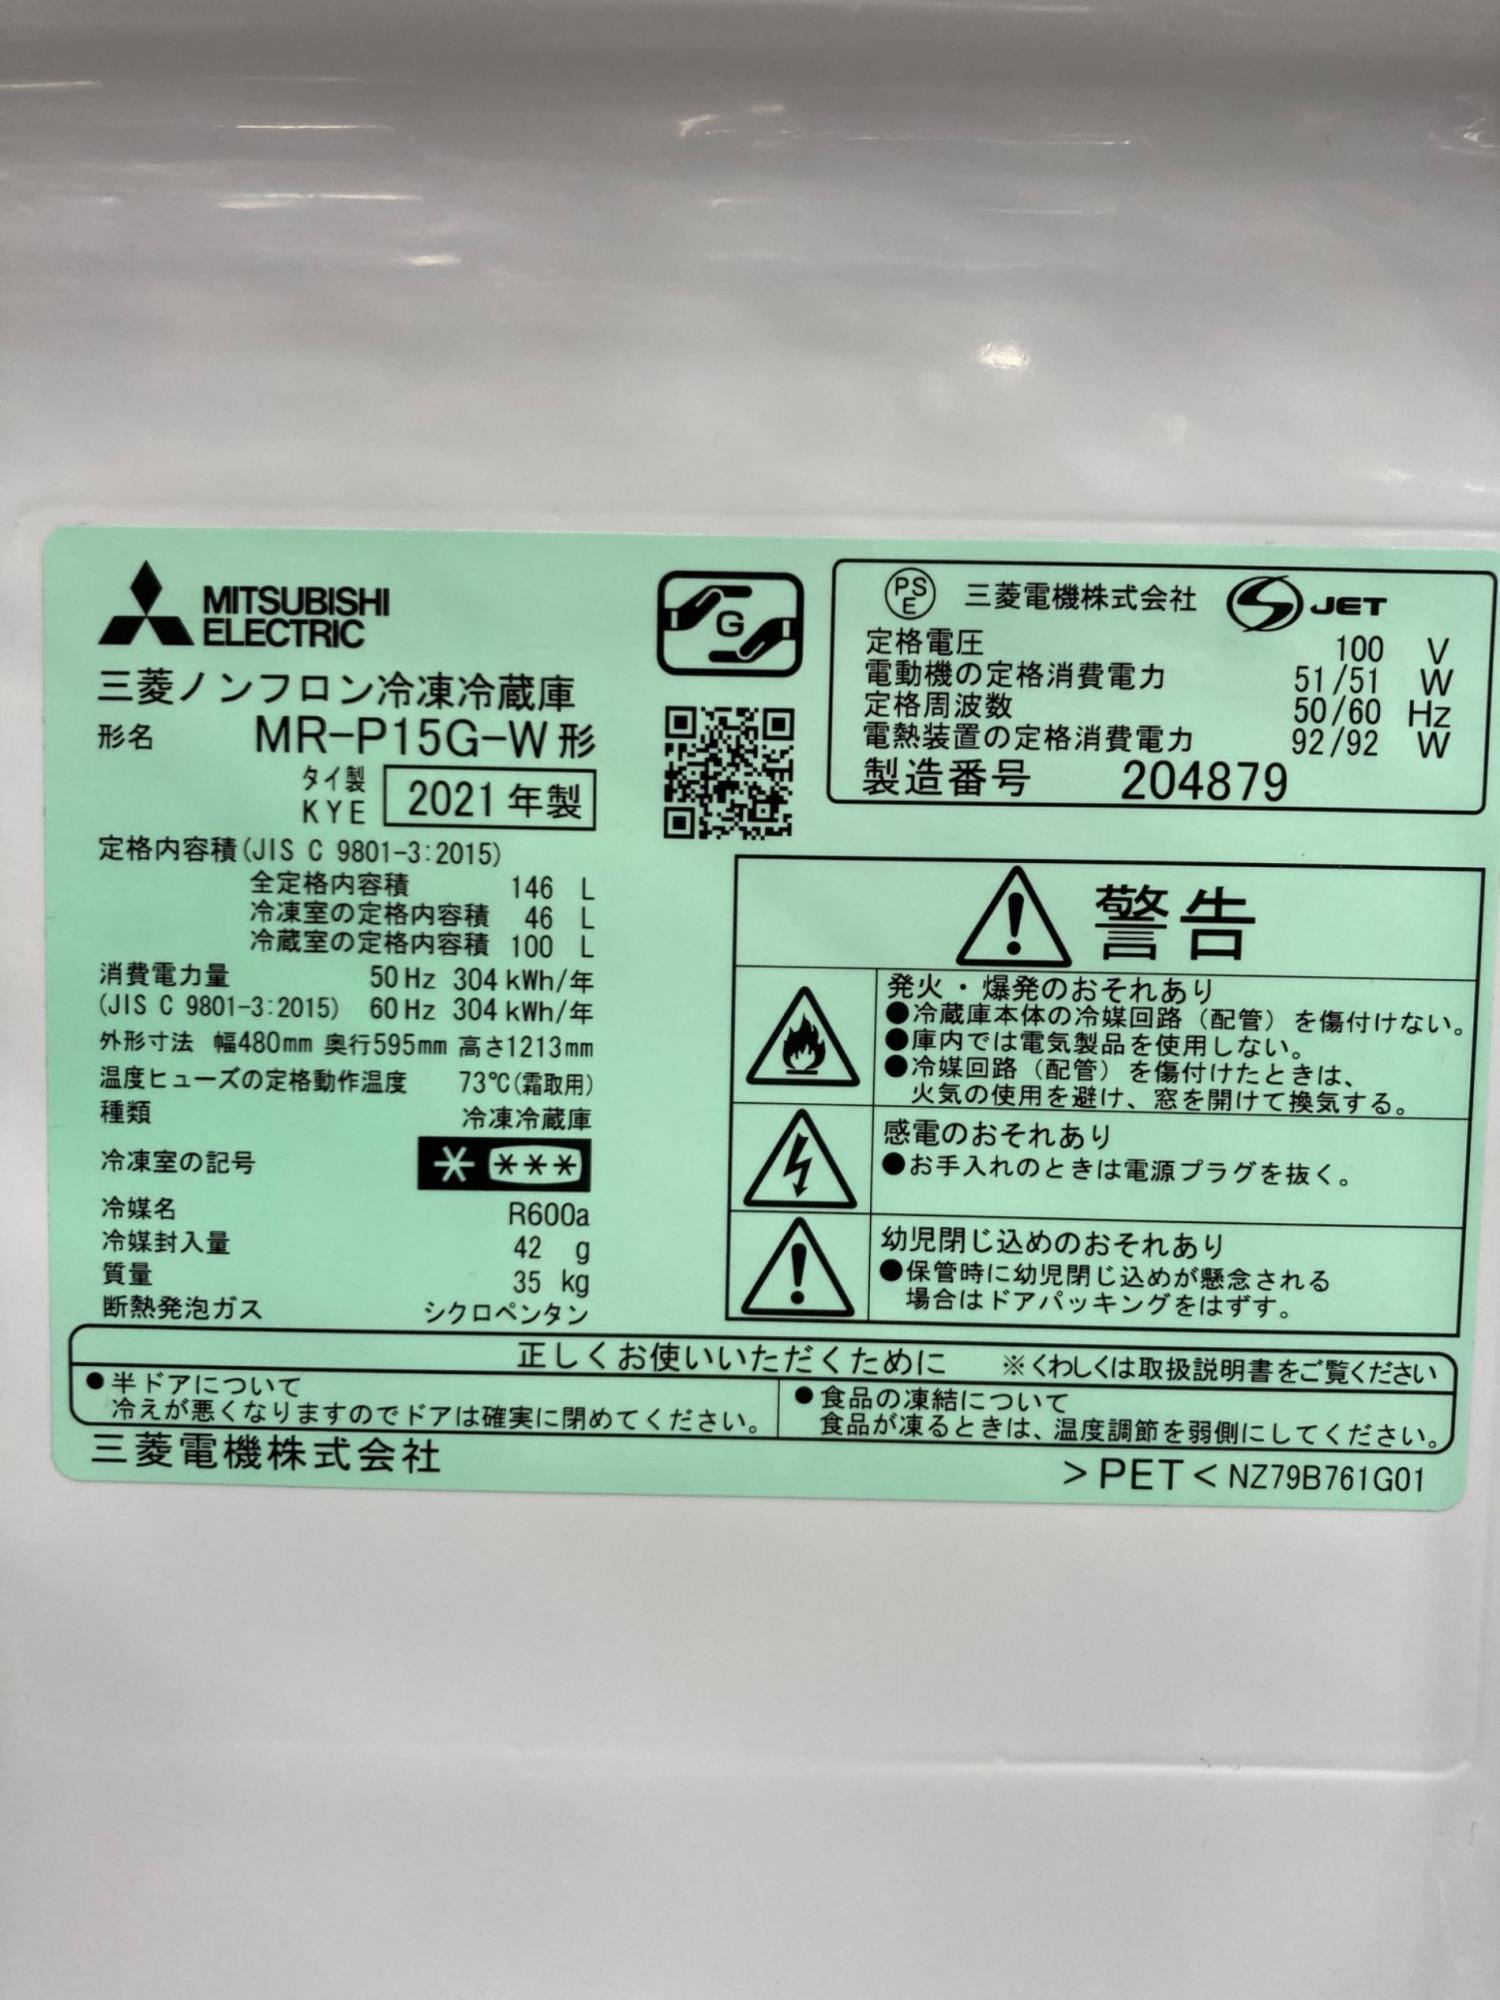 MITSUBISHI
ELECTRIC
三菱ノンフロン冷凍冷蔵庫
形名 MR-P15G-W形
タイ製
KYE 2021年製
定格内容積(JIS C 9801-3:2015)
全定格内容積 146 L
冷凍室の定格内容積 46 L
冷蔵室の定格内容積 100 L
消費電力量 50Hz 304kWh/年
(JIS C 9801-3:2015) 60Hz 304kWh/年
外形寸法 幅480mm 奥行595mm 高さ1213mm
温度ヒューズの定格動作温度 73℃(霜取用)
種類 冷凍冷蔵庫
冷凍室の記号 * ***
冷媒名 R600a
冷媒封入量 42 g
質量 35 kg
断熱発泡ガス シクロペンタン
G
PS
E
三菱電機株式会社 S JET
定格電圧 100 V
電動機の定格消費電力 51/51 W
定格周波数 50/60 Hz
電熱装置の定格消費電力 92/92 W
製造番号 204879
警告
発火・爆発のおそれあり
●冷蔵庫本体の冷媒回路(配管)を傷付けない。
●庫内では電気製品を使用しない。
●冷媒回路(配管)を傷付けたときは、
火気の使用を避け、窓を開けて換気する。
感電のおそれあり
●お手入れのときは電源プラグを抜く。
幼児閉じ込めのおそれあり
●保管時に幼児閉じ込めが懸念される
場合はドアパッキングをはずす。
正しくお使いいただくために ※くわしくは取扱説明書をご覧ください
●半ドアについて
冷えが悪くなりますのでドアは確実に閉めてください。
●食品の凍結について
食品が凍るときは、温度調節を弱側にしてください。
三菱電機株式会社
>PET< NZ79B761G01